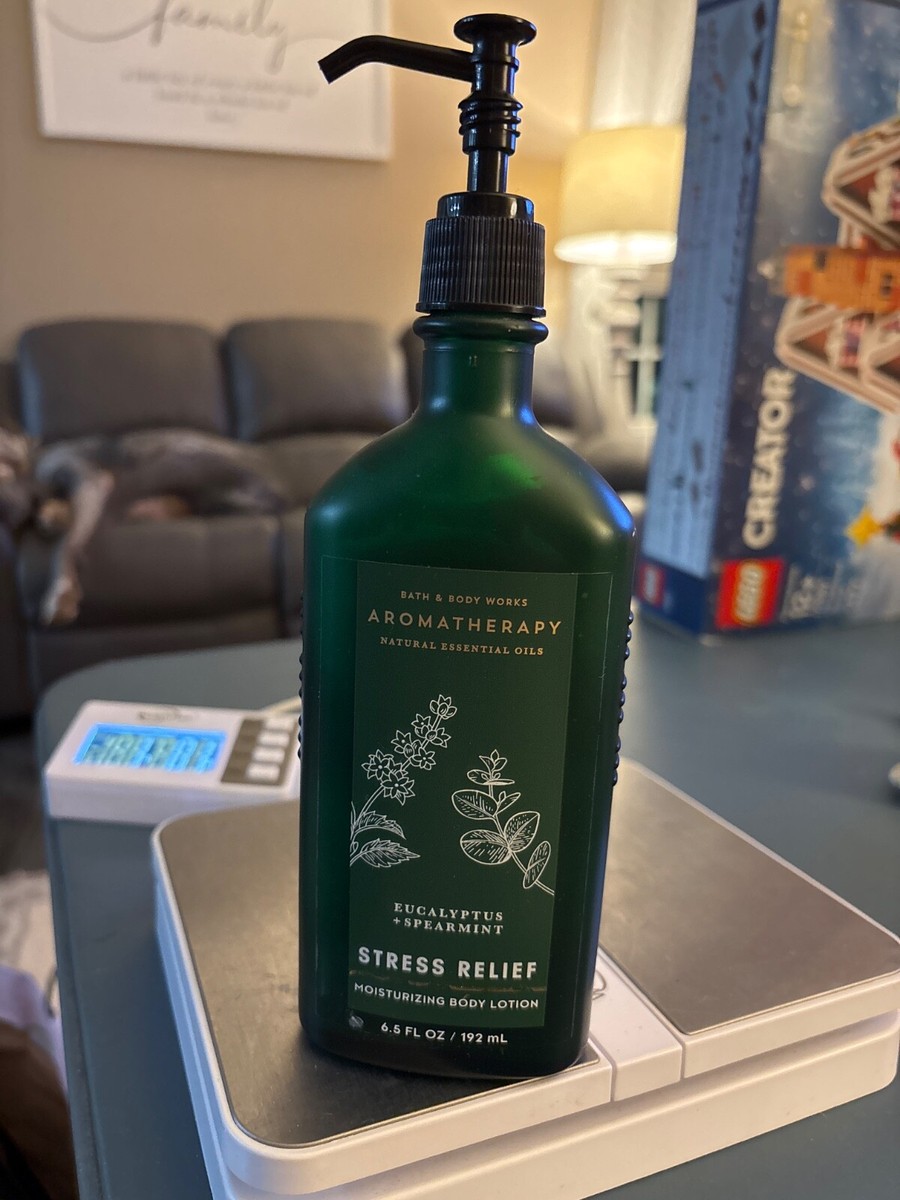 family
BATH & BODY WORKS
AROMATHERAPY
NATURAL ESSENTIAL OILS
EUCALYPTUS
+ SPEARMINT
STRESS RELIEF
MOISTURIZING BODY LOTION
6.5 FL OZ / 192 mL
CREATOR
LEGO